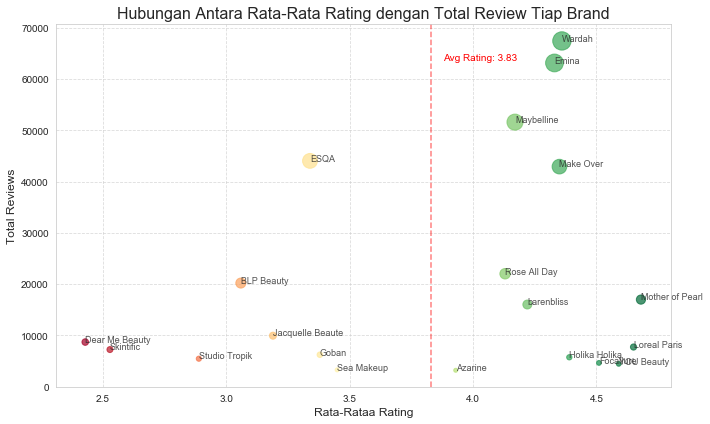 Hubungan Antara Rata-Rata Rating dengan Total Review Tiap Brand
70000
Wardah
Avg Rating: 3.83
Emina
60000
Maybelline
50000
ESQA
Make Over
40000
Total Reviews
30000
Rose All Day
BLP Beauty
20000
Mother of Pearl
barenbliss
Jacquelle Beaute
10000
Dear Me Beauty
Skintific
Loreal Paris
Goban
Studio Tropik
Holika Holika
Focallure
YOU Beauty
Sea Makeup
Azarine
0
2.5
3.0
3.5
4.0
4.5
Rata-Rataa Rating